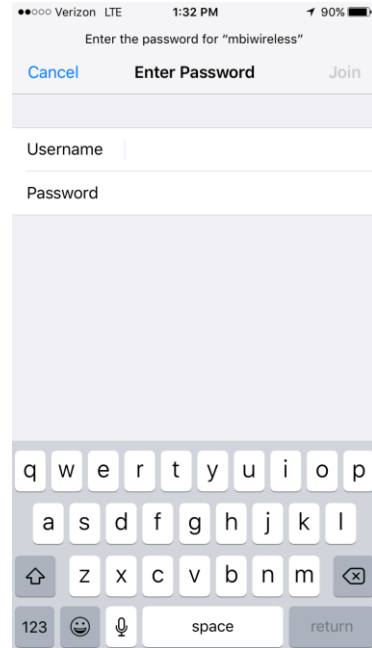 ●●○○○ Verizon LTE 1:32 PM 90%
Enter the password for “mbiwireless”
Cancel Enter Password Join
Username
Password
q w e r t y u i o p
a s d f g h j k l
z x c v b n m
123 space return